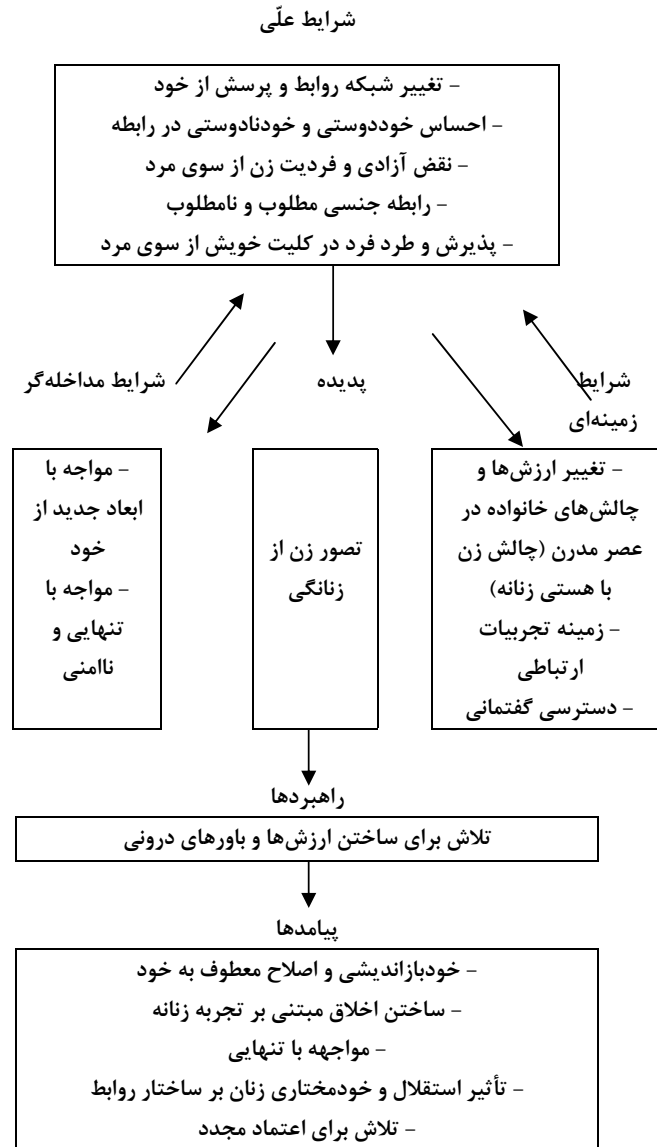 شرایط علّی
- تغییر شبکه روابط و پرسش از خود
- احساس خوددوستی و خودنادوستی در رابطه
- نقض آزادی و فردیت زن از سوی مرد
- رابطه جنسی مطلوب و نامطلوب
- پذیرش و طرد فرد در کلیت خویش از سوی مرد
شرایط
زمینه‌ای
پدیده
شرایط مداخله‌گر
- تغییر ارزش‌ها و
چالش‌های خانواده در
عصر مدرن (چالش زن
با هستی زنانه)
- زمینه تجربیات
ارتباطی
- دسترسی گفتمانی
تصور زن از
زنانگی
- مواجه با
ابعاد جدید از
خود
- مواجه با
تنهایی و
ناامنی
راهبردها
تلاش برای ساختن ارزش‌ها و باورهای درونی
پیامدها
- خودبازاندیشی و اصلاح معطوف به خود
- ساختن اخلاق مبتنی بر تجربه زنانه
- مواجهه با تنهایی
- تأثیر استقلال و خودمختاری زنان بر ساختار روابط
- تلاش برای اعتماد مجدد